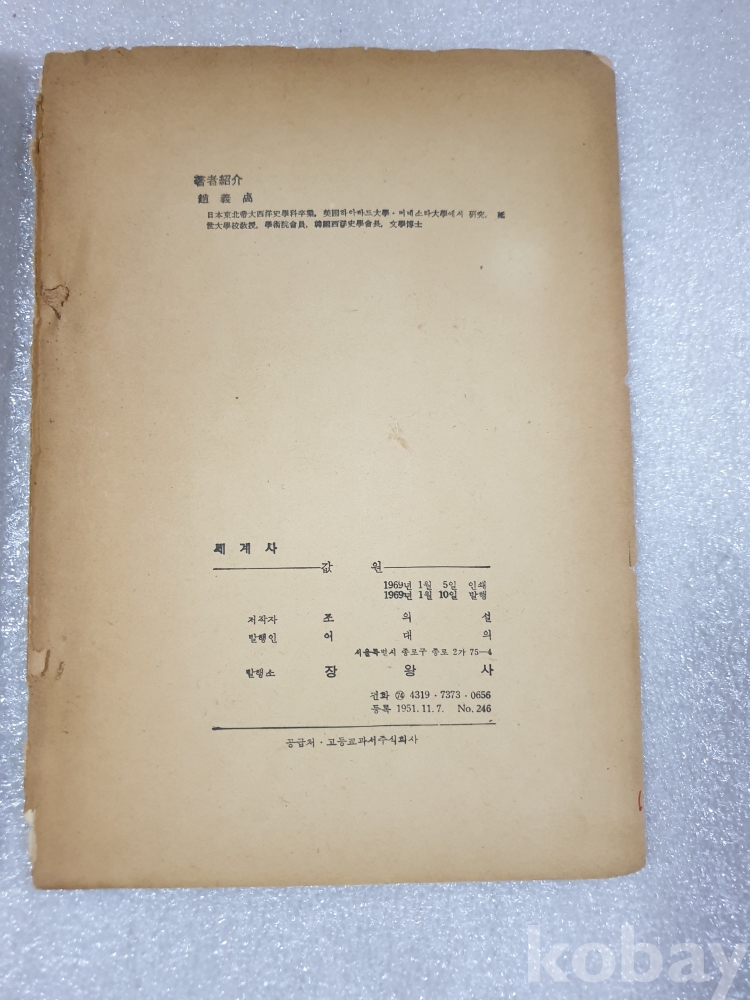 著者紹介
趙義卨
日本東北帝大西洋史學科卒業, 英國하아바드大學·미네소타大學에서 硏究, 延
世大學校敎授, 學術院會員, 韓國西洋史學會長, 文學博士
세계사
값 원
1969년 1월 5일 인쇄
1969년 1월 10일 발행
저작자 조의설
발행인 어대의
서울특별시 종로구 종로 2가 75—4
발행소 장왕사
전화 ㉔ 4319·7373·0656
등록 1951.11.7. No.246
공급처·고등교과서주식회사
kobay